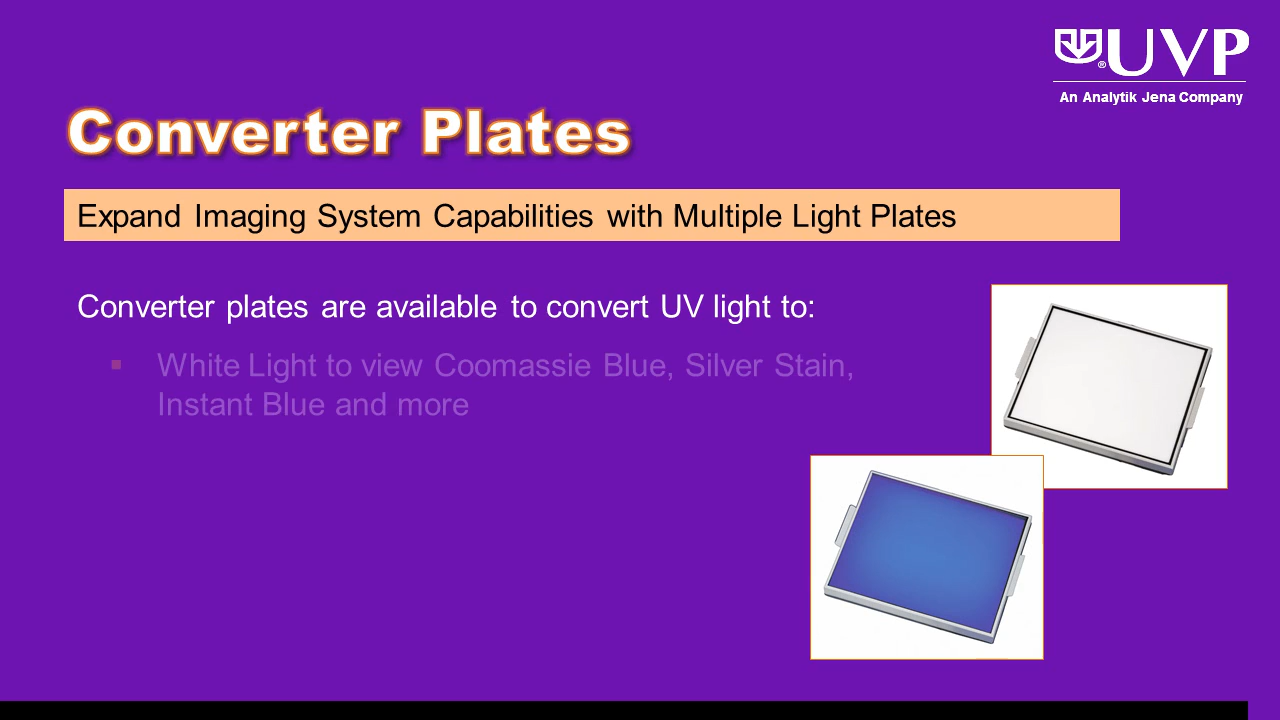 UVP
®
An Analytik Jena Company
Converter Plates
Expand Imaging System Capabilities with Multiple Light Plates
Converter plates are available to convert UV light to:
▪ White Light to view Coomassie Blue, Silver Stain,
Instant Blue and more